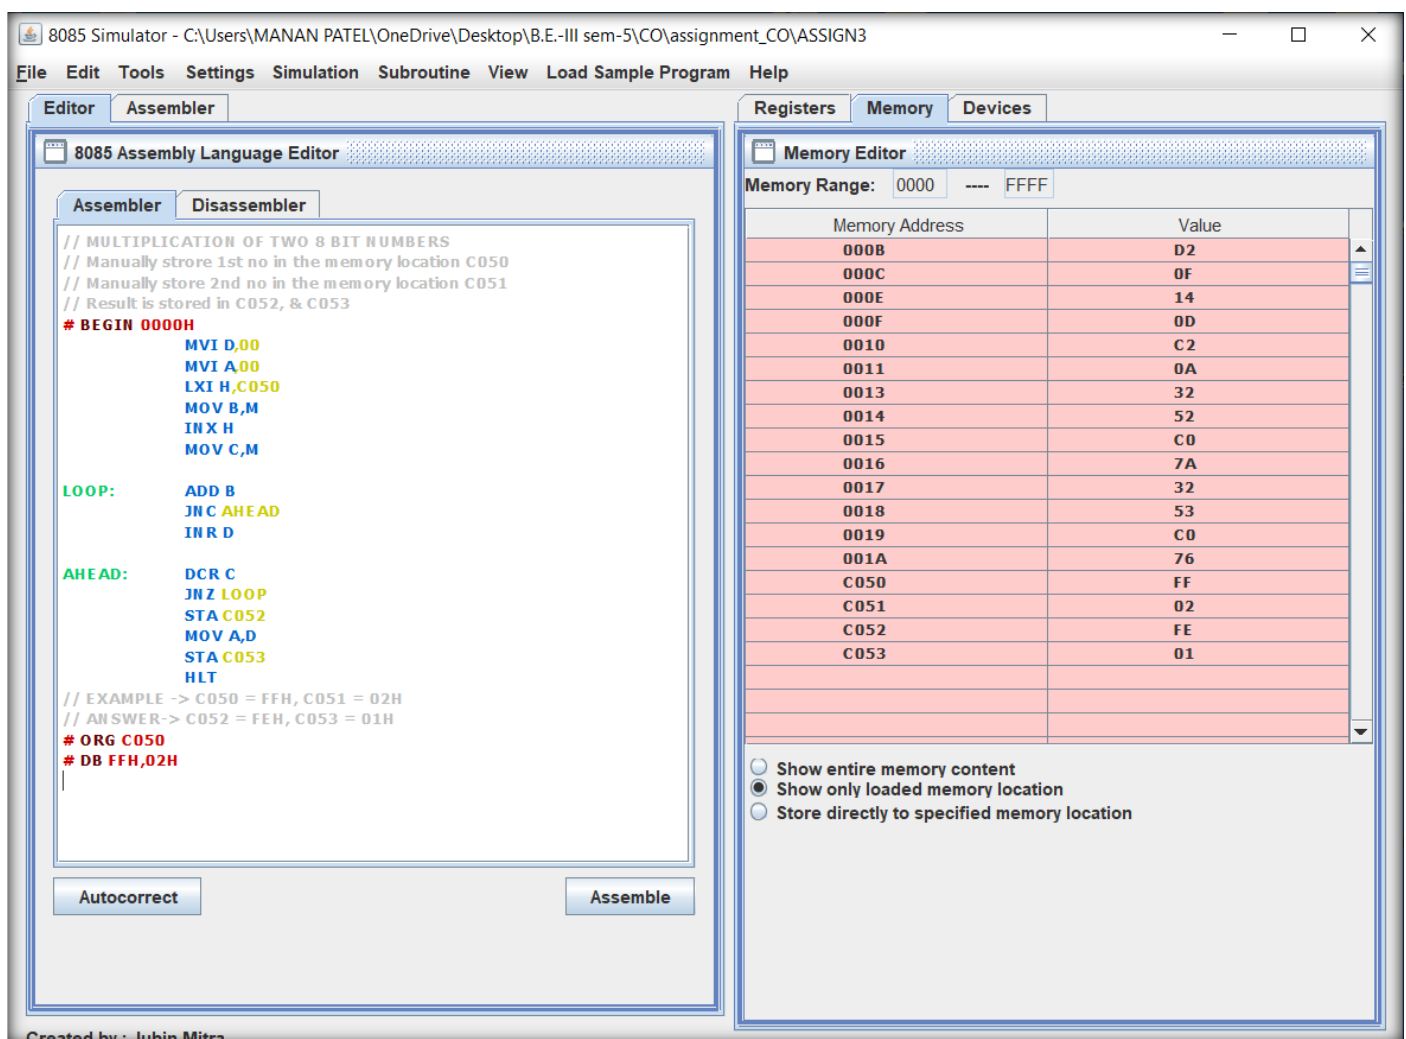 8085 Simulator - C:\Users\MANAN PATEL\OneDrive\Desktop\B.E.-III sem-5\CO\assignment_CO\ASSIGN3
File Edit Tools Settings Simulation Subroutine View Load Sample Program Help
Editor Assembler
8085 Assembly Language Editor
Assembler Disassembler
// MULTIPLICATION OF TWO 8 BIT NUMBERS
// Manually strore 1st no in the memory location C050
// Manually store 2nd no in the memory location C051
// Result is stored in C052, & C053
# BEGIN 0000H
MVI D,00
MVI A,00
LXI H,C050
MOV B,M
INX H
MOV C,M
LOOP: ADD B
JNC AHEAD
INR D
AHEAD: DCR C
JNZ LOOP
STA C052
MOV A,D
STA C053
HLT
// EXAMPLE -> C050 = FFH, C051 = 02H
// ANSWER-> C052 = FEH, C053 = 01H
# ORG C050
# DB FFH,02H
Autocorrect Assemble
Created by : Jubin Mitra
Registers Memory Devices
Memory Editor
Memory Range: 0000 ---- FFFF
Memory Address Value
000B D2
000C 0F
000E 14
000F 0D
0010 C2
0011 0A
0013 32
0014 52
0015 C0
0016 7A
0017 32
0018 53
0019 C0
001A 76
C050 FF
C051 02
C052 FE
C053 01
Show entire memory content
Show only loaded memory location
Store directly to specified memory location